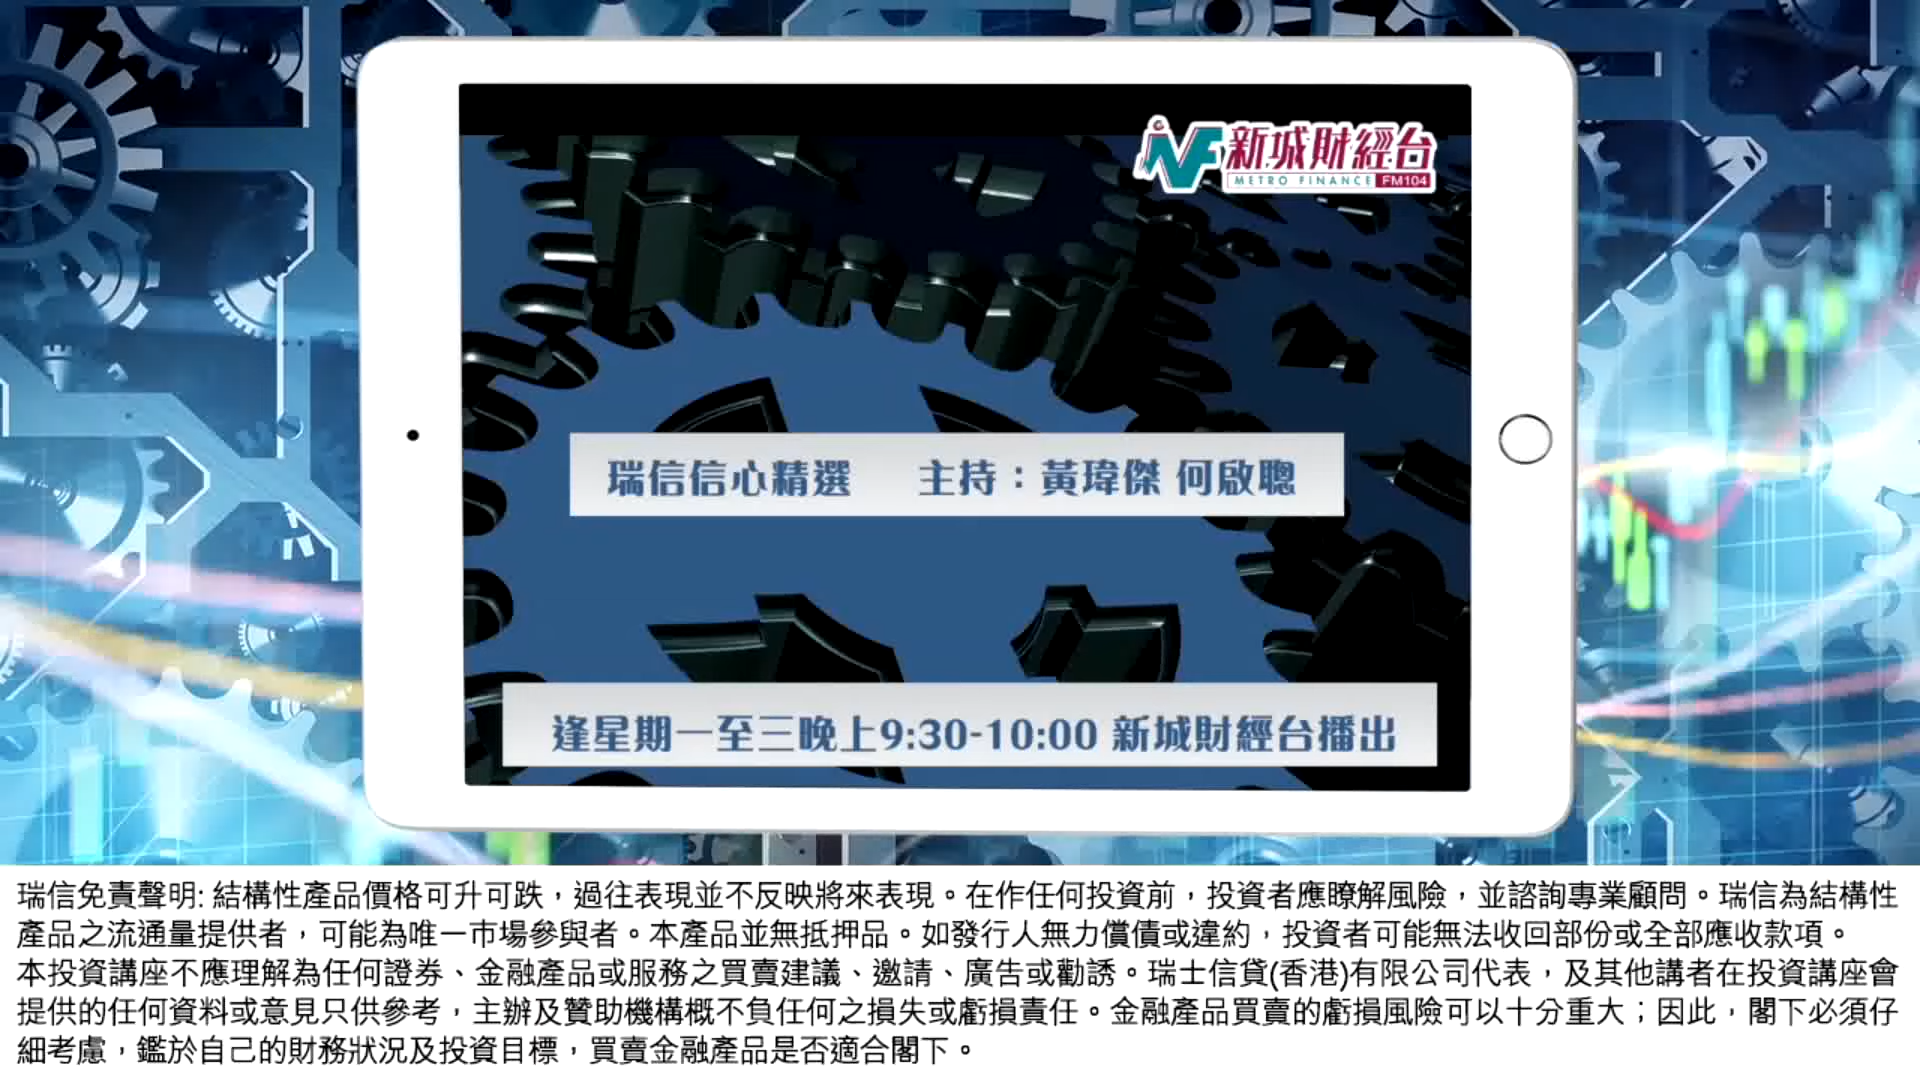 新城財經台
METRO FINANCE FM104
瑞信信心精選 主持：黃瑋傑 何啟聰
逢星期一至三晚上9:30-10:00 新城財經台播出
瑞信免責聲明: 結構性產品價格可升可跌，過往表現並不反映將來表現。在作任何投資前，投資者應瞭解風險，並諮詢專業顧問。瑞信為結構性
產品之流通量提供者，可能為唯一市場參與者。本產品並無抵押品。如發行人無力償債或違約，投資者可能無法收回部份或全部應收款項。
本投資講座不應理解為任何證券、金融產品或服務之買賣建議、邀請、廣告或勸誘。瑞士信貸(香港)有限公司代表，及其他講者在投資講座會
提供的任何資料或意見只供參考，主辦及贊助機構概不負任何之損失或虧損責任。金融產品買賣的虧損風險可以十分重大；因此，閣下必須仔
細考慮，鑑於自己的財務狀況及投資目標，買賣金融產品是否適合閣下。